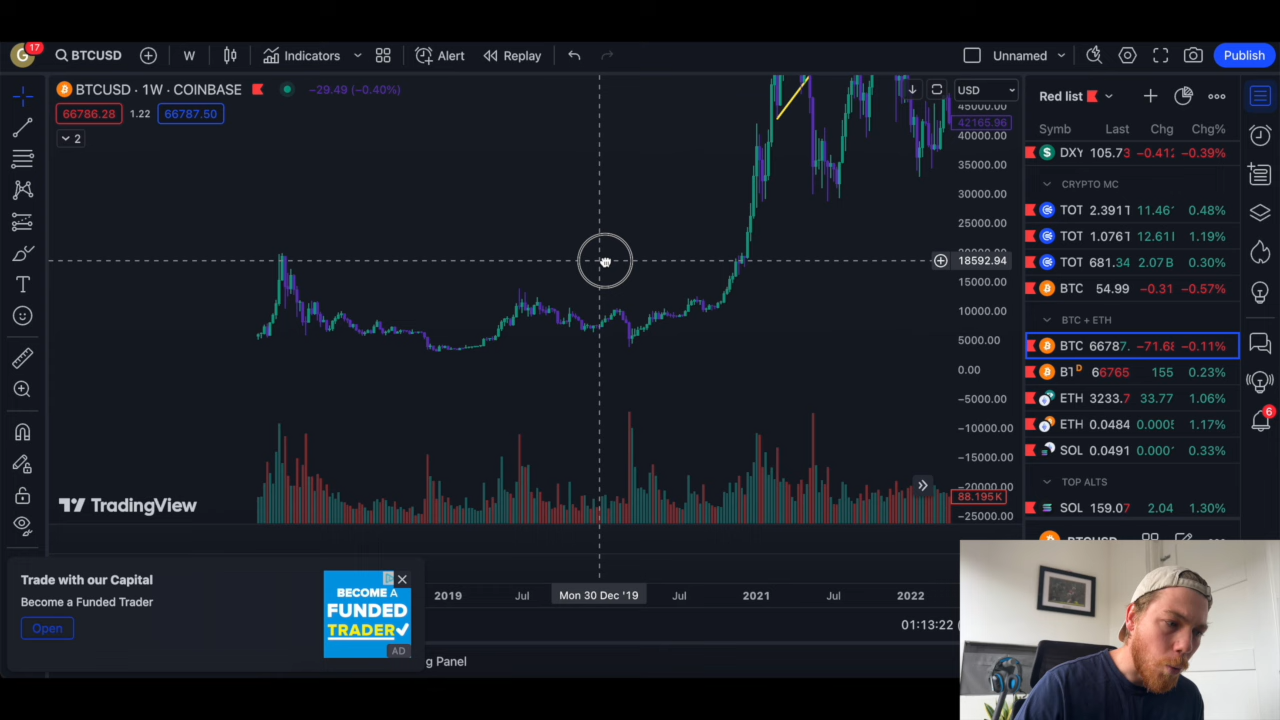 G 17 BTCUSD W Indicators Alert Replay Unnamed Publish
BTCUSD · 1W · COINBASE −29.49 (−0.40%) USD Red list
66786.28 1.22 66787.50
2
Symb Last Chg Chg%
45000.00
42165.96
40000.00
35000.00
30000.00
25000.00
20000.00
18592.94
15000.00
10000.00
5000.00
0.00
−5000.00
−10000.00
−15000.00
−20000.00
88.195K
−25000.00
DXY 105.73 −0.41 −0.39%
CRYPTO MC
TOT 2.391 11.46 0.48%
TOT 1.076 12.61 1.19%
TOT 681.34 2.07B 0.30%
BTC 54.99 −0.31 −0.57%
BTC + ETH
BTC 66787. −71.68 −0.11%
D 66765 155 0.23%
ETH 3233.7 33.77 1.06%
ETH 0.0484 0.000 1.17%
SOL 0.0491 0.000 0.33%
TOP ALTS
SOL 159.07 2.04 1.30%
6
TradingView
Trade with our Capital
Become a Funded Trader
Open
BECOME A
FUNDED
TRADER
AD
2019 Jul Mon 30 Dec '19 Jul 2021 Jul 2022
01:13:22
g Panel